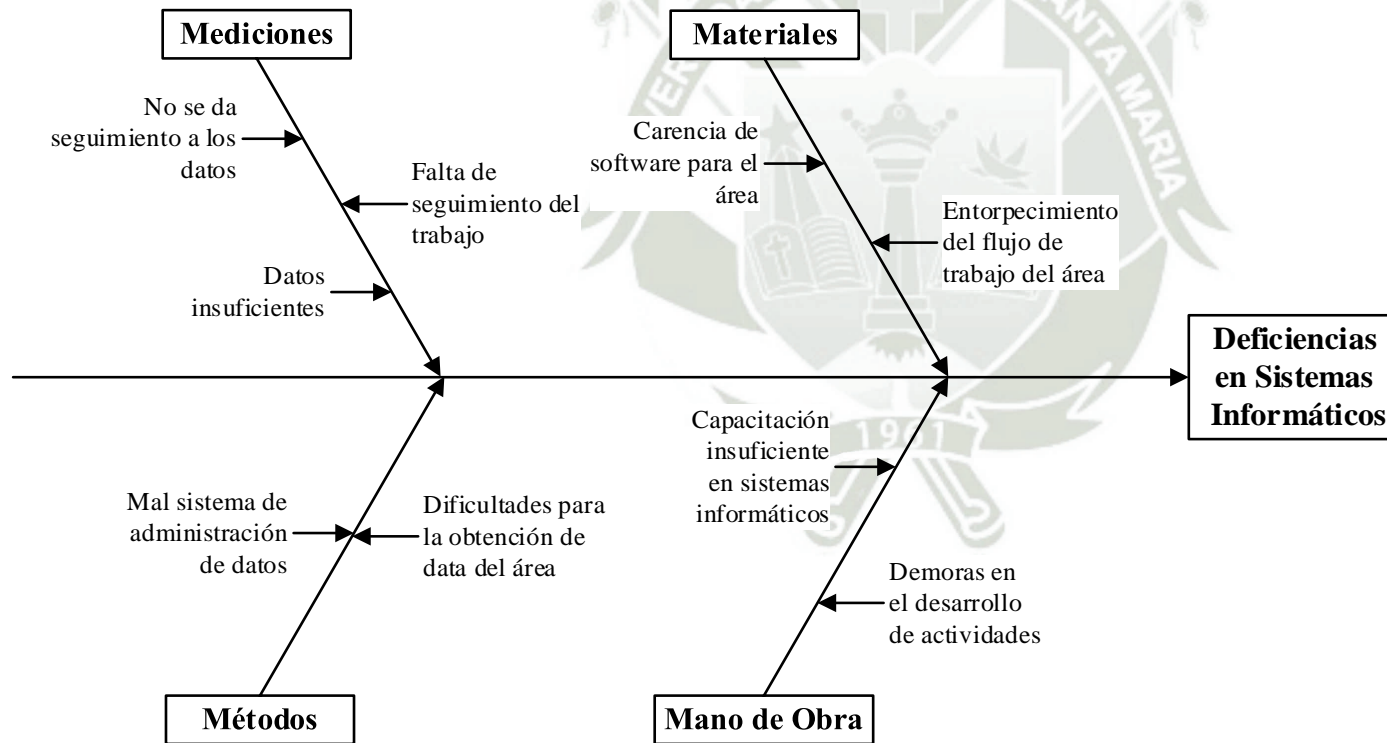 Mediciones
Materiales
No se da
seguimiento a los
datos
Falta de
seguimiento del
trabajo
Datos
insuficientes
Carencia de
software para el
área
Entorpecimiento
del flujo de
trabajo del área
Deficiencias
en Sistemas
Informáticos
Mal sistema de
administración
de datos
Dificultades para
la obtención de
data del área
Capacitación
insuficiente
en sistemas
informáticos
Demoras en
el desarrollo
de actividades
Métodos
Mano de Obra
ANTA MARIA
1961